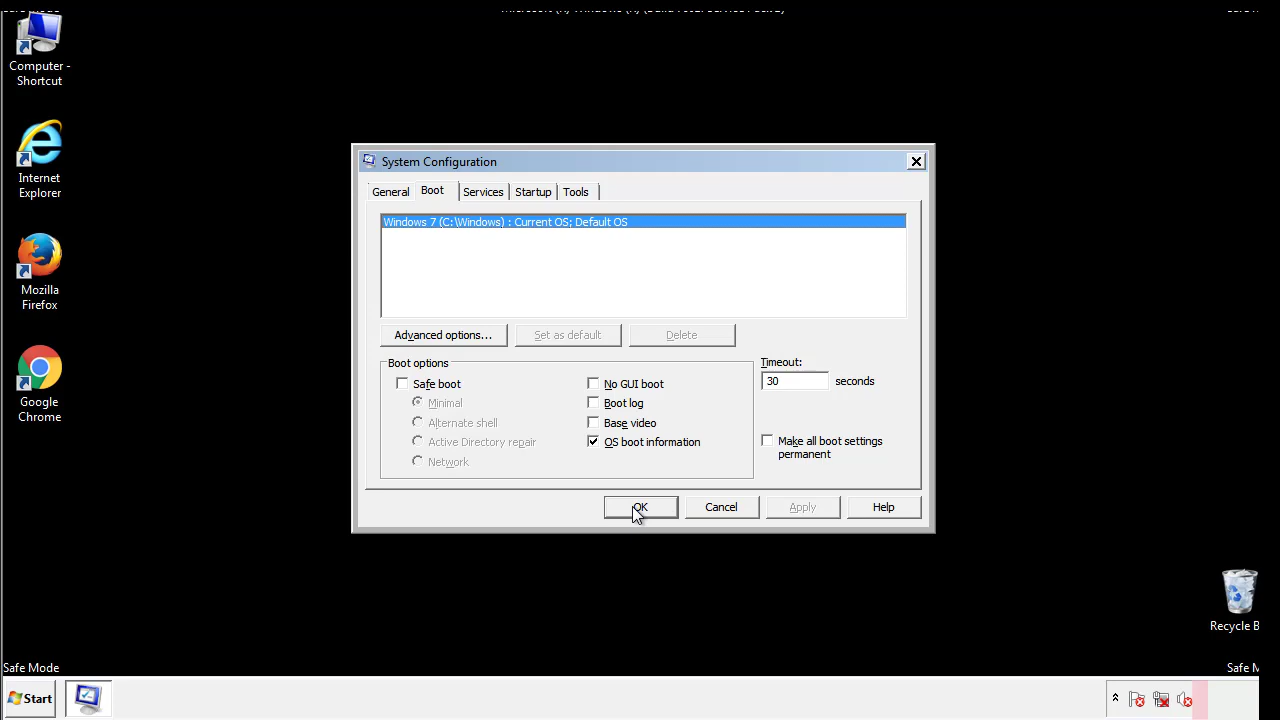 Computer -
Shortcut
Internet
Explorer
Mozilla
Firefox
Google
Chrome
System Configuration
General Boot Services Startup Tools
Windows 7 (C:\Windows) : Current OS; Default OS
Advanced options... Set as default Delete
Boot options
Safe boot
Minimal
Alternate shell
Active Directory repair
Network
No GUI boot
Boot log
Base video
OS boot information
Timeout:
30 seconds
Make all boot settings
permanent
OK Cancel Apply Help
Recycle B
Safe Mode
Safe M
Start